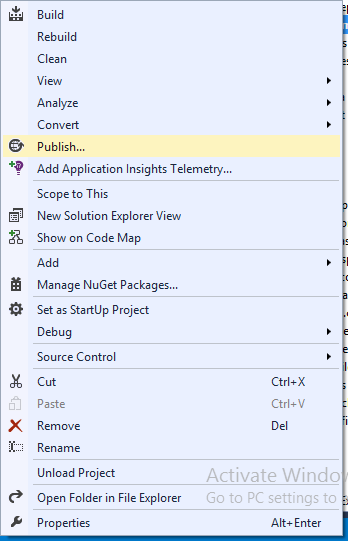 Build
Rebuild
Clean
View
Analyze
Convert
Publish...
Add Application Insights Telemetry...
Scope to This
New Solution Explorer View
Show on Code Map
Add
Manage NuGet Packages...
Set as StartUp Project
Debug
Source Control
Cut Ctrl+X
Paste Ctrl+V
Remove Del
Rename
Unload Project
Activate Windo
Open Folder in File Explorer
Go to PC settings to
Properties Alt+Enter